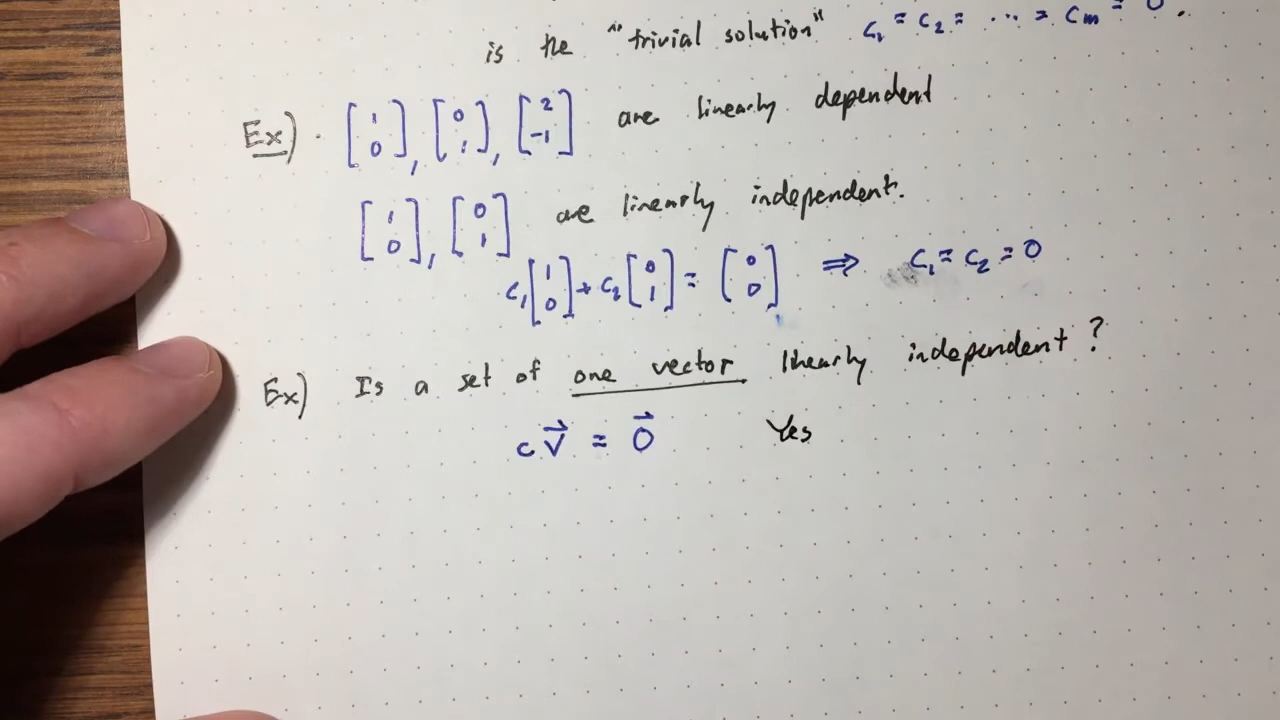 is the "trivial solution" c₁ = c₂ = ... = cₘ = 0.
Ex) . [1 0], [0 1], [2 -1] are linearly dependent
[1 0], [0 1] are linearly independent.
c₁[1 0] + c₂[0 1] = [0 0] ⇒ c₁ = c₂ = 0
Ex) Is a set of one vector linearly independent?
c v⃗ = 0⃗ Yes